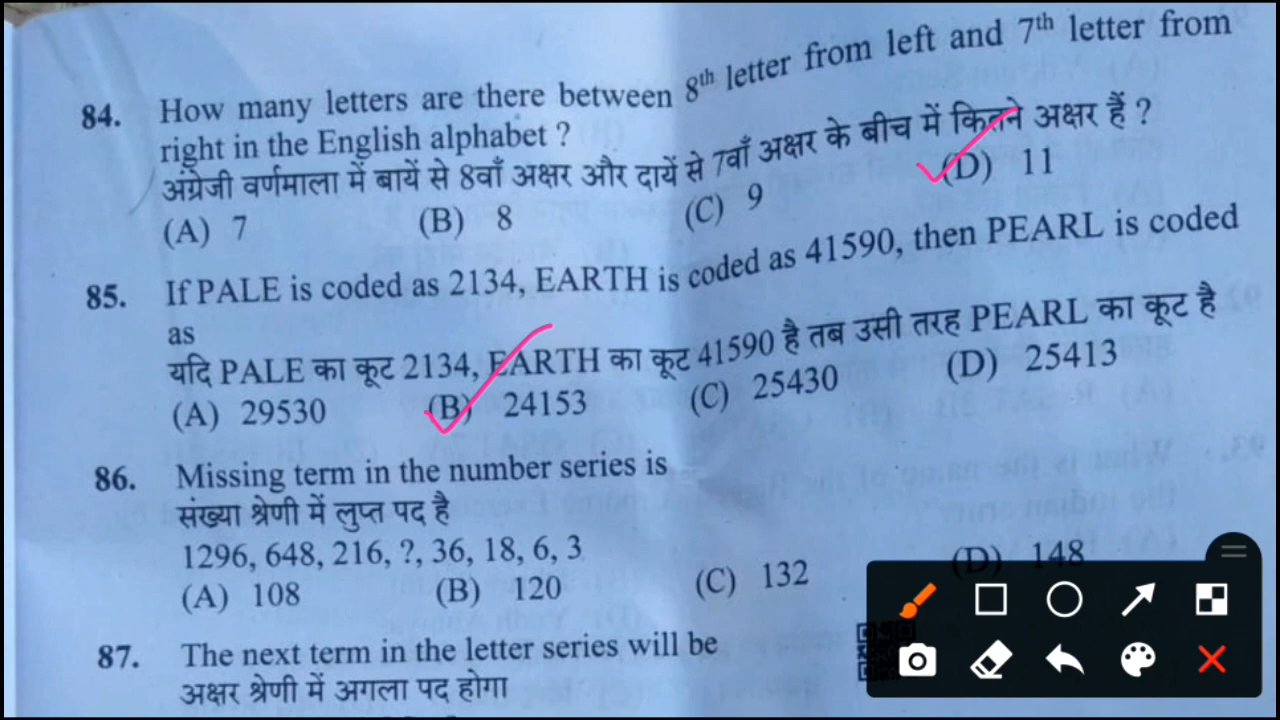 84. How many letters are there between 8th letter from left and 7th letter from
right in the English alphabet ?
अंग्रेजी वर्णमाला में बायें से 8वाँ अक्षर और दायें से 7वाँ अक्षर के बीच में कितने अक्षर हैं ?
(A) 7 (B) 8 (C) 9 (D) 11
85. If PALE is coded as 2134, EARTH is coded as 41590, then PEARL is coded
as
यदि PALE का कूट 2134, EARTH का कूट 41590 है तब उसी तरह PEARL का कूट है
(A) 29530 (B) 24153 (C) 25430 (D) 25413
86. Missing term in the number series is
संख्या श्रेणी में लुप्त पद है
1296, 648, 216, ?, 36, 18, 6, 3
(A) 108 (B) 120 (C) 132 (D) 148
87. The next term in the letter series will be
अक्षर श्रेणी में अगला पद होगा